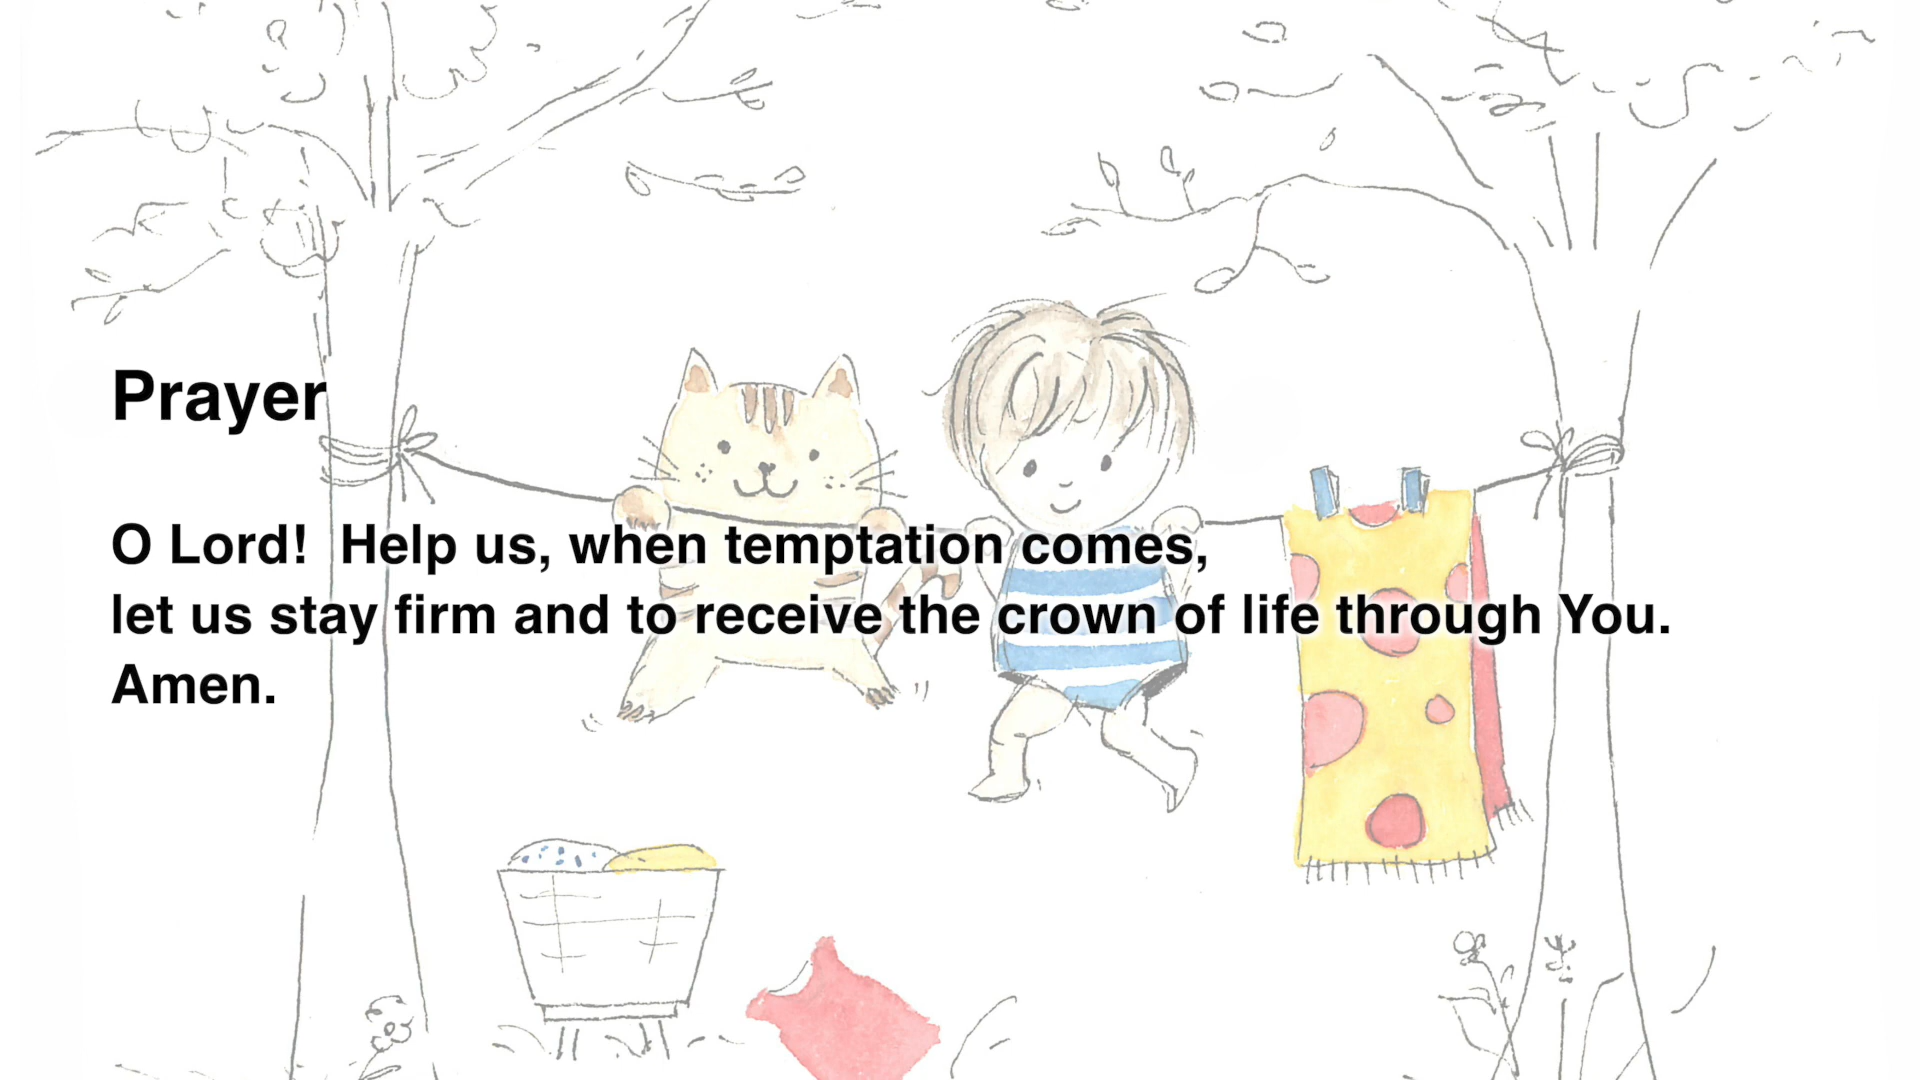 Prayer
O Lord!  Help us, when temptation comes,
let us stay firm and to receive the crown of life through You.
Amen.